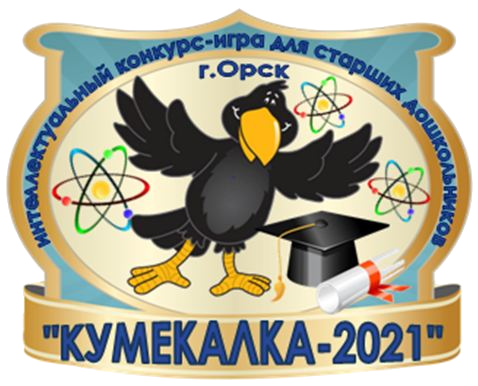 интеллектуальный конкурс-игра для старших дошкольников
г.Орск
"КУМЕКАЛКА-2021"